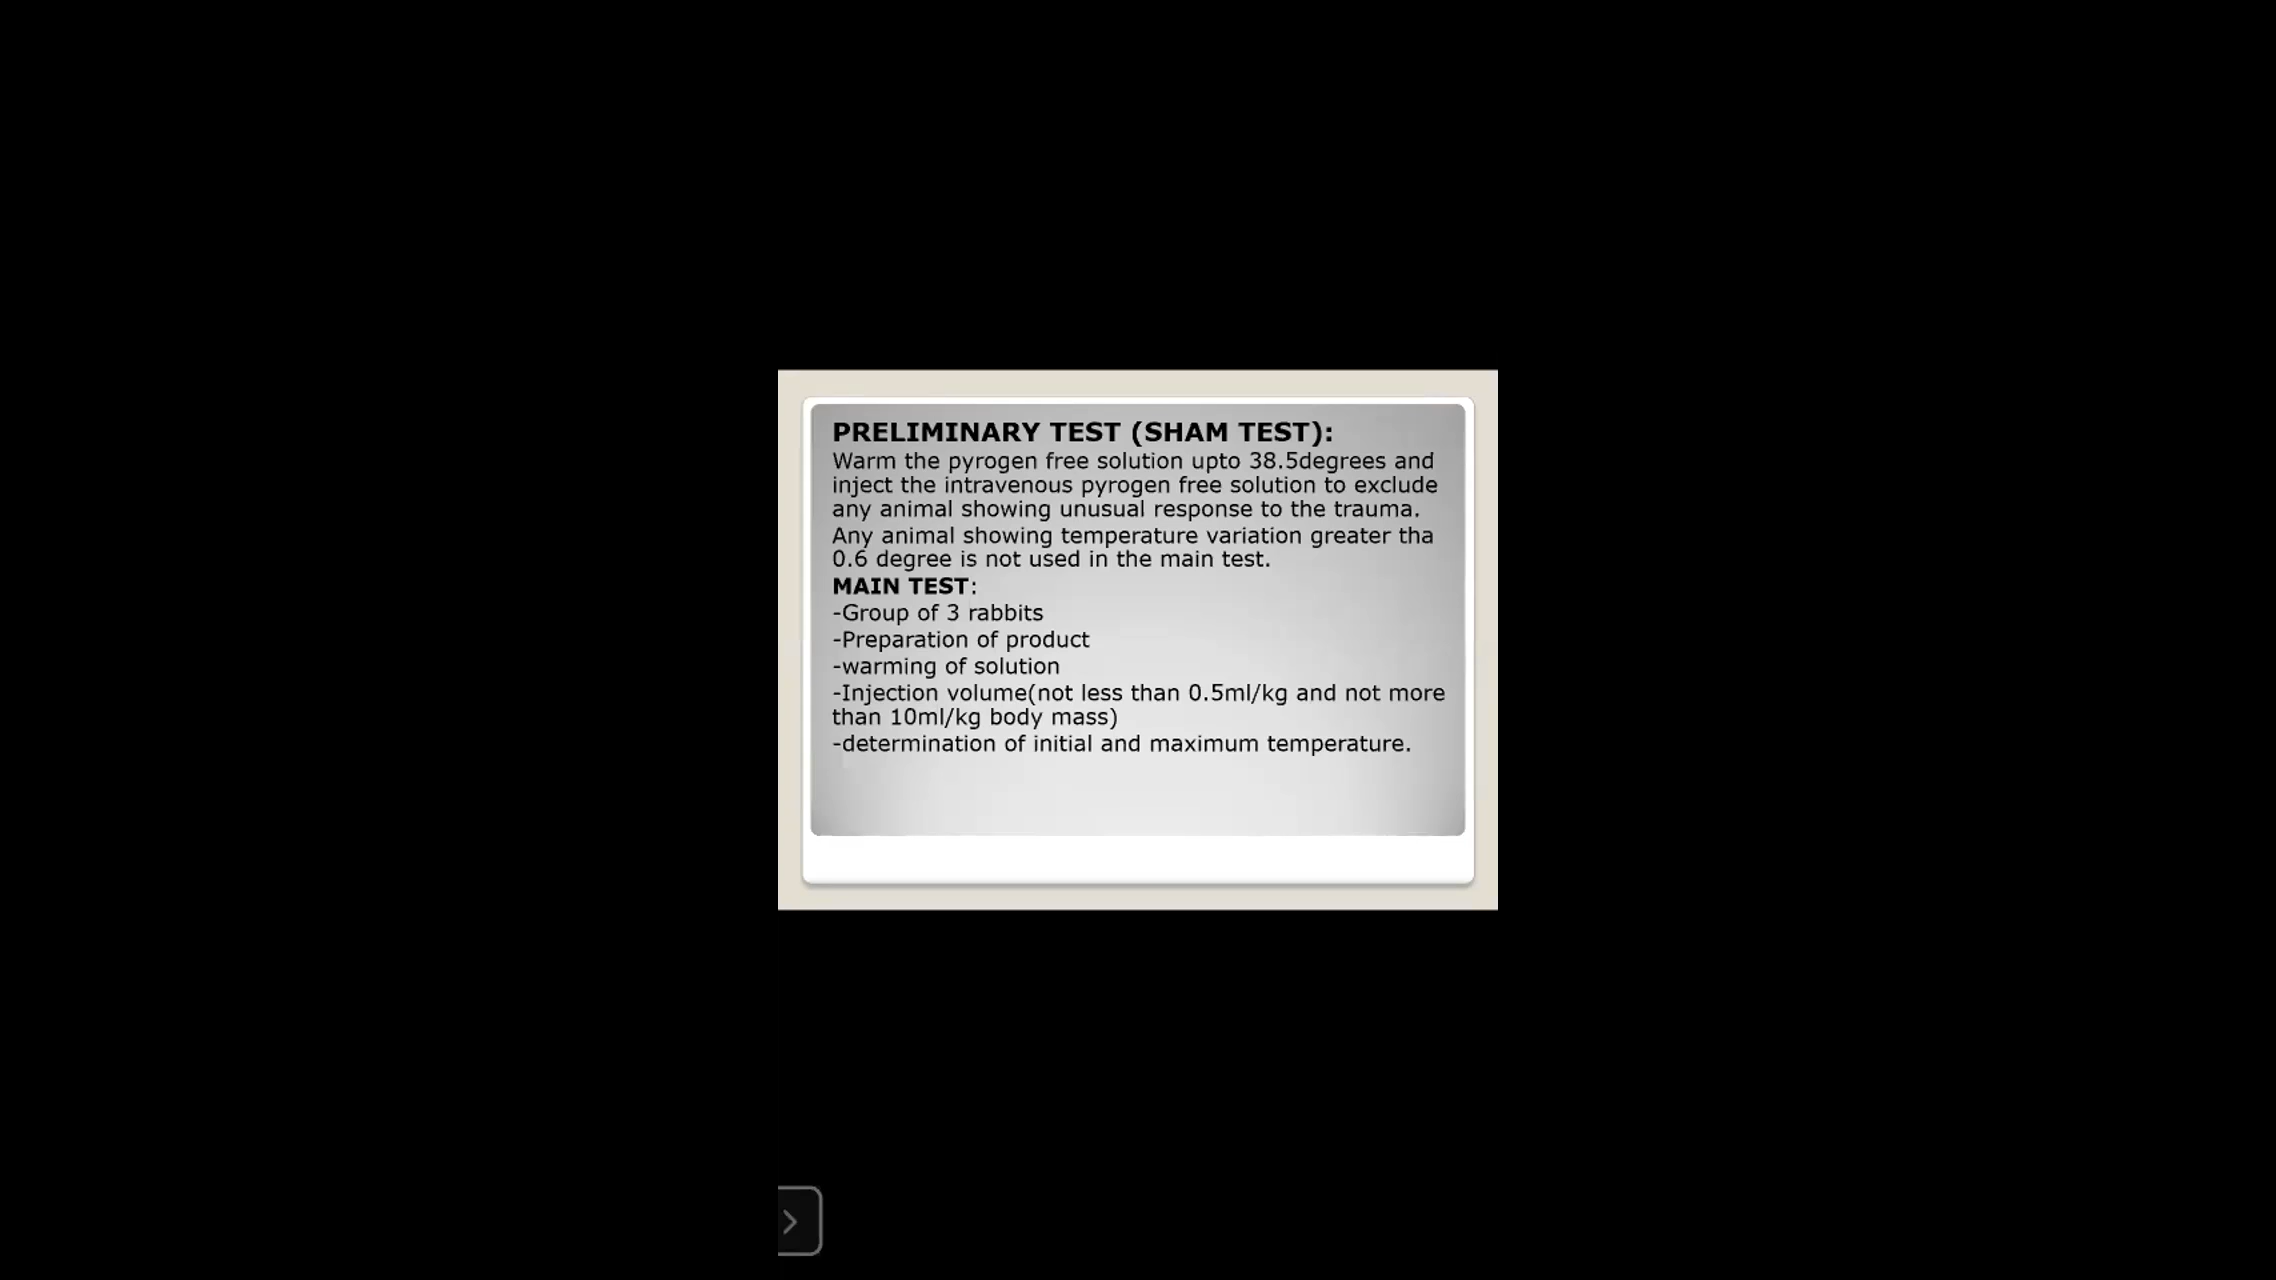 PRELIMINARY TEST (SHAM TEST):
Warm the pyrogen free solution upto 38.5degrees and
inject the intravenous pyrogen free solution to exclude
any animal showing unusual response to the trauma.
Any animal showing temperature variation greater tha
0.6 degree is not used in the main test.
MAIN TEST:
-Group of 3 rabbits
-Preparation of product
-warming of solution
-Injection volume(not less than 0.5ml/kg and not more
than 10ml/kg body mass)
-determination of initial and maximum temperature.